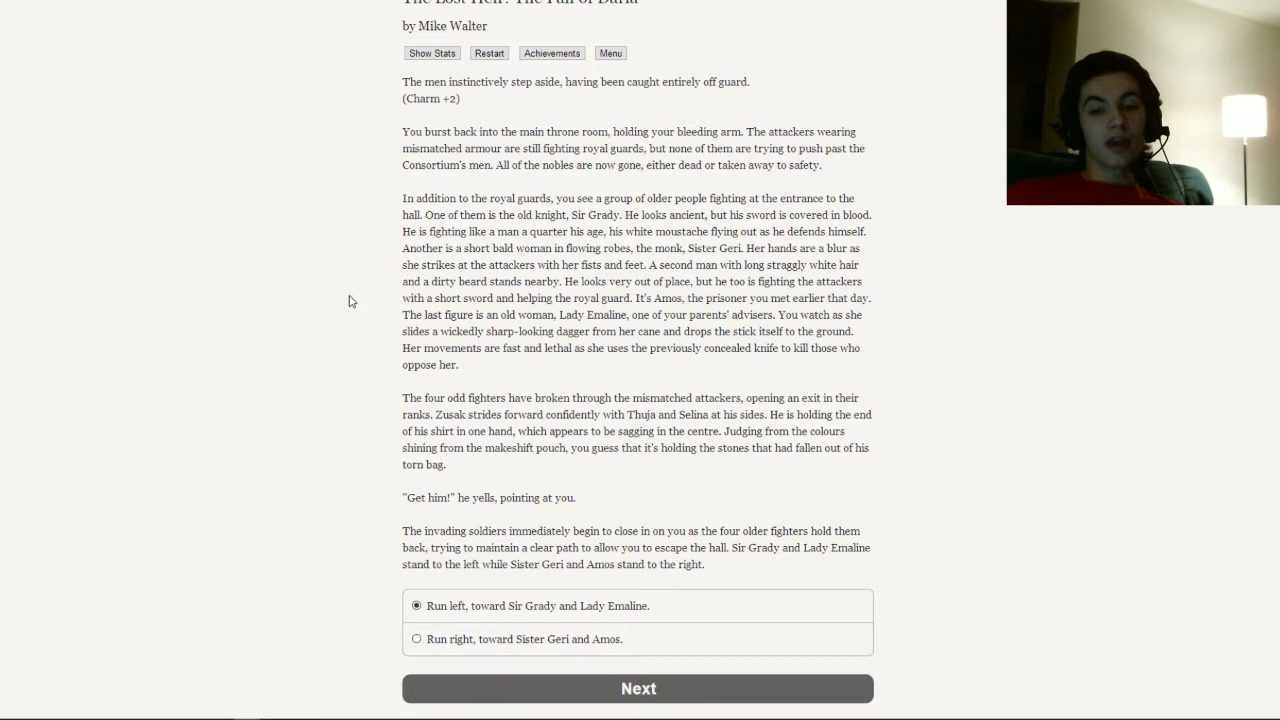 The Lost Heir: The Fall of Daria
by Mike Walter
Show Stats Restart Achievements Menu
The men instinctively step aside, having been caught entirely off guard.
(Charm +2)
You burst back into the main throne room, holding your bleeding arm. The attackers wearing
mismatched armour are still fighting royal guards, but none of them are trying to push past the
Consortium's men. All of the nobles are now gone, either dead or taken away to safety.
In addition to the royal guards, you see a group of older people fighting at the entrance to the
hall. One of them is the old knight, Sir Grady. He looks ancient, but his sword is covered in blood.
He is fighting like a man a quarter his age, his white moustache flying out as he defends himself.
Another is a short bald woman in flowing robes, the monk, Sister Geri. Her hands are a blur as
she strikes at the attackers with her fists and feet. A second man with long straggly white hair
and a dirty beard stands nearby. He looks very out of place, but he too is fighting the attackers
with a short sword and helping the royal guard. It's Amos, the prisoner you met earlier that day.
The last figure is an old woman, Lady Emaline, one of your parents' advisers. You watch as she
slides a wickedly sharp-looking dagger from her cane and drops the stick itself to the ground.
Her movements are fast and lethal as she uses the previously concealed knife to kill those who
oppose her.
The four odd fighters have broken through the mismatched attackers, opening an exit in their
ranks. Zusak strides forward confidently with Thuja and Selina at his sides. He is holding the end
of his shirt in one hand, which appears to be sagging in the centre. Judging from the colours
shining from the makeshift pouch, you guess that it's holding the stones that had fallen out of his
torn bag.
"Get him!" he yells, pointing at you.
The invading soldiers immediately begin to close in on you as the four older fighters hold them
back, trying to maintain a clear path to allow you to escape the hall. Sir Grady and Lady Emaline
stand to the left while Sister Geri and Amos stand to the right.
Run left, toward Sir Grady and Lady Emaline.
Run right, toward Sister Geri and Amos.
Next